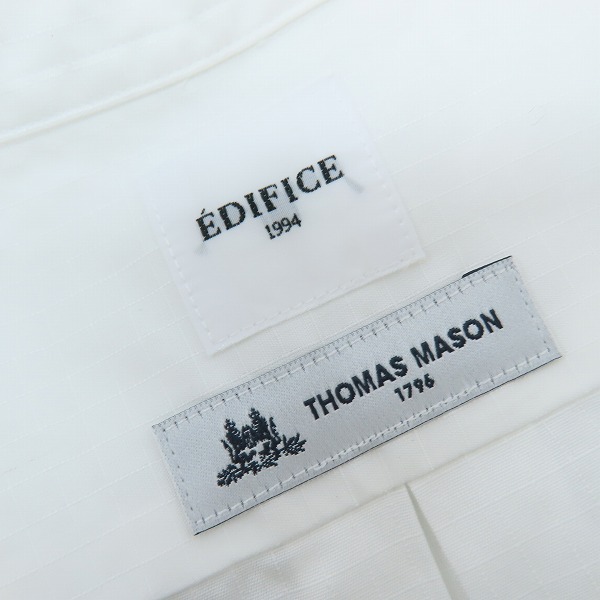 ÉDIFICE
1994
THOMAS MASON
1796